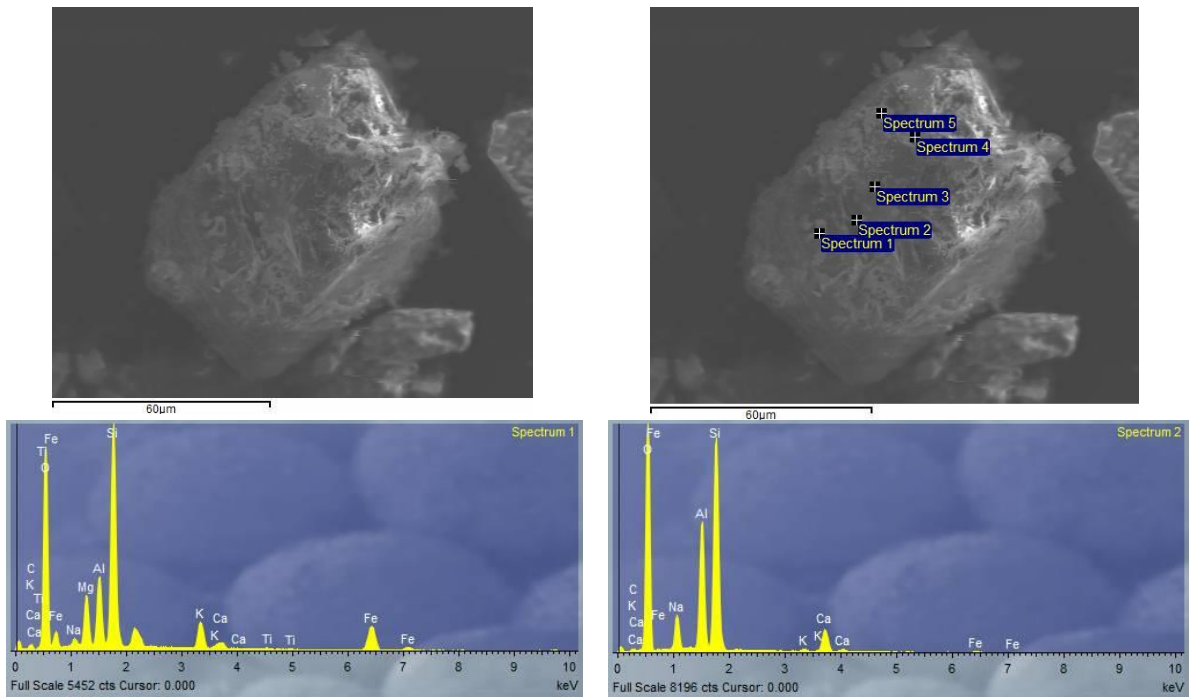 60µm
Spectrum 5
Spectrum 4
Spectrum 3
Spectrum 2
Spectrum 1
60µm
Spectrum 1
Fe
Ti
O
Si
C
K
Ti
Ca
Fe
Ca
Na
Mg
Al
K
Ca
K
Ca
Ti
Ti
Fe
Fe
0 1 2 3 4 5 6 7 8 9 10
Full Scale 5452 cts Cursor: 0.000 keV
Spectrum 2
Fe
O
Si
Al
C
K
Ca
Fe
Ca
Na
K
Ca
K
Ca
Fe
Fe
0 1 2 3 4 5 6 7 8 9 10
Full Scale 8196 cts Cursor: 0.000 keV